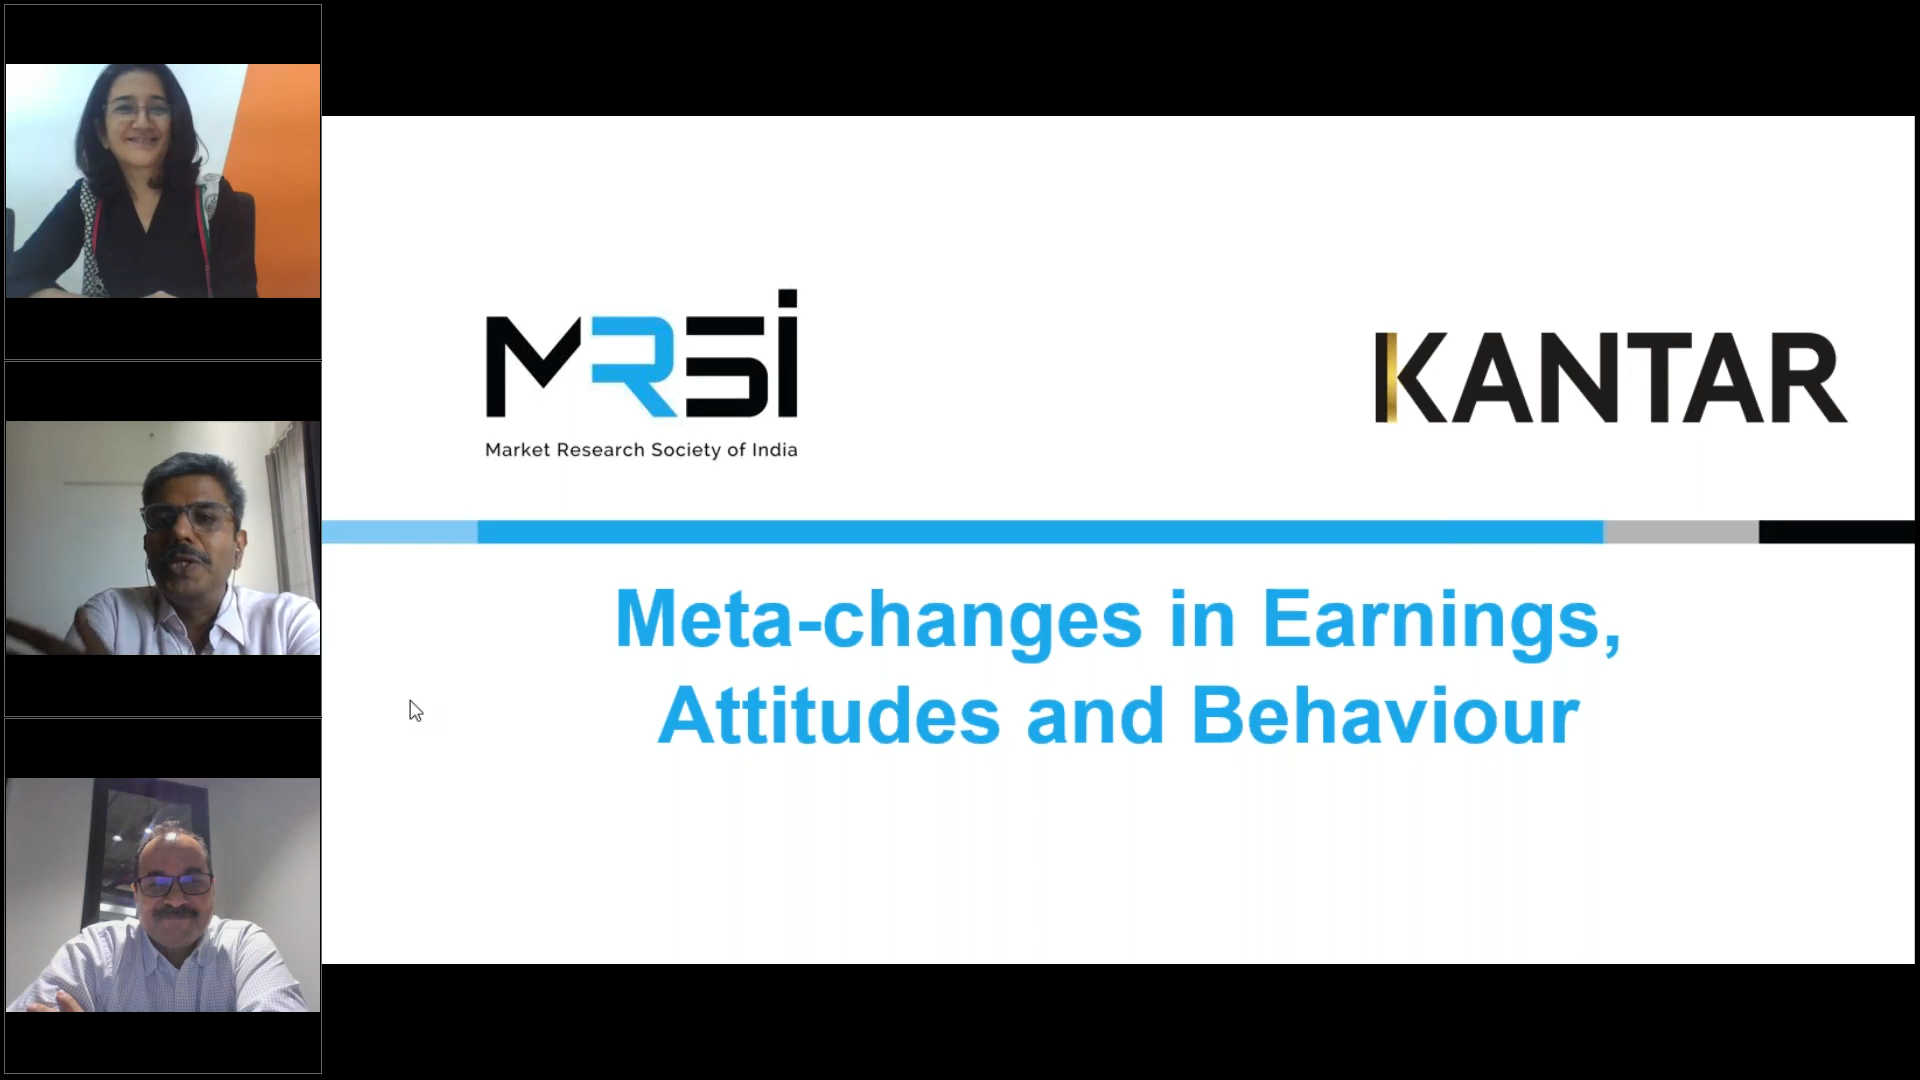 MRSi
Market Research Society of India
KANTAR
Meta-changes in Earnings,
Attitudes and Behaviour